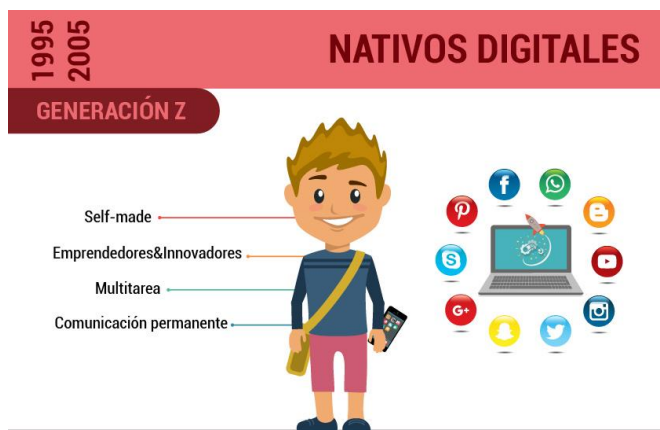 1995
2005
NATIVOS DIGITALES
GENERACIÓN Z
Self-made
Emprendedores&Innovadores
Multitarea
Comunicación permanente
G+